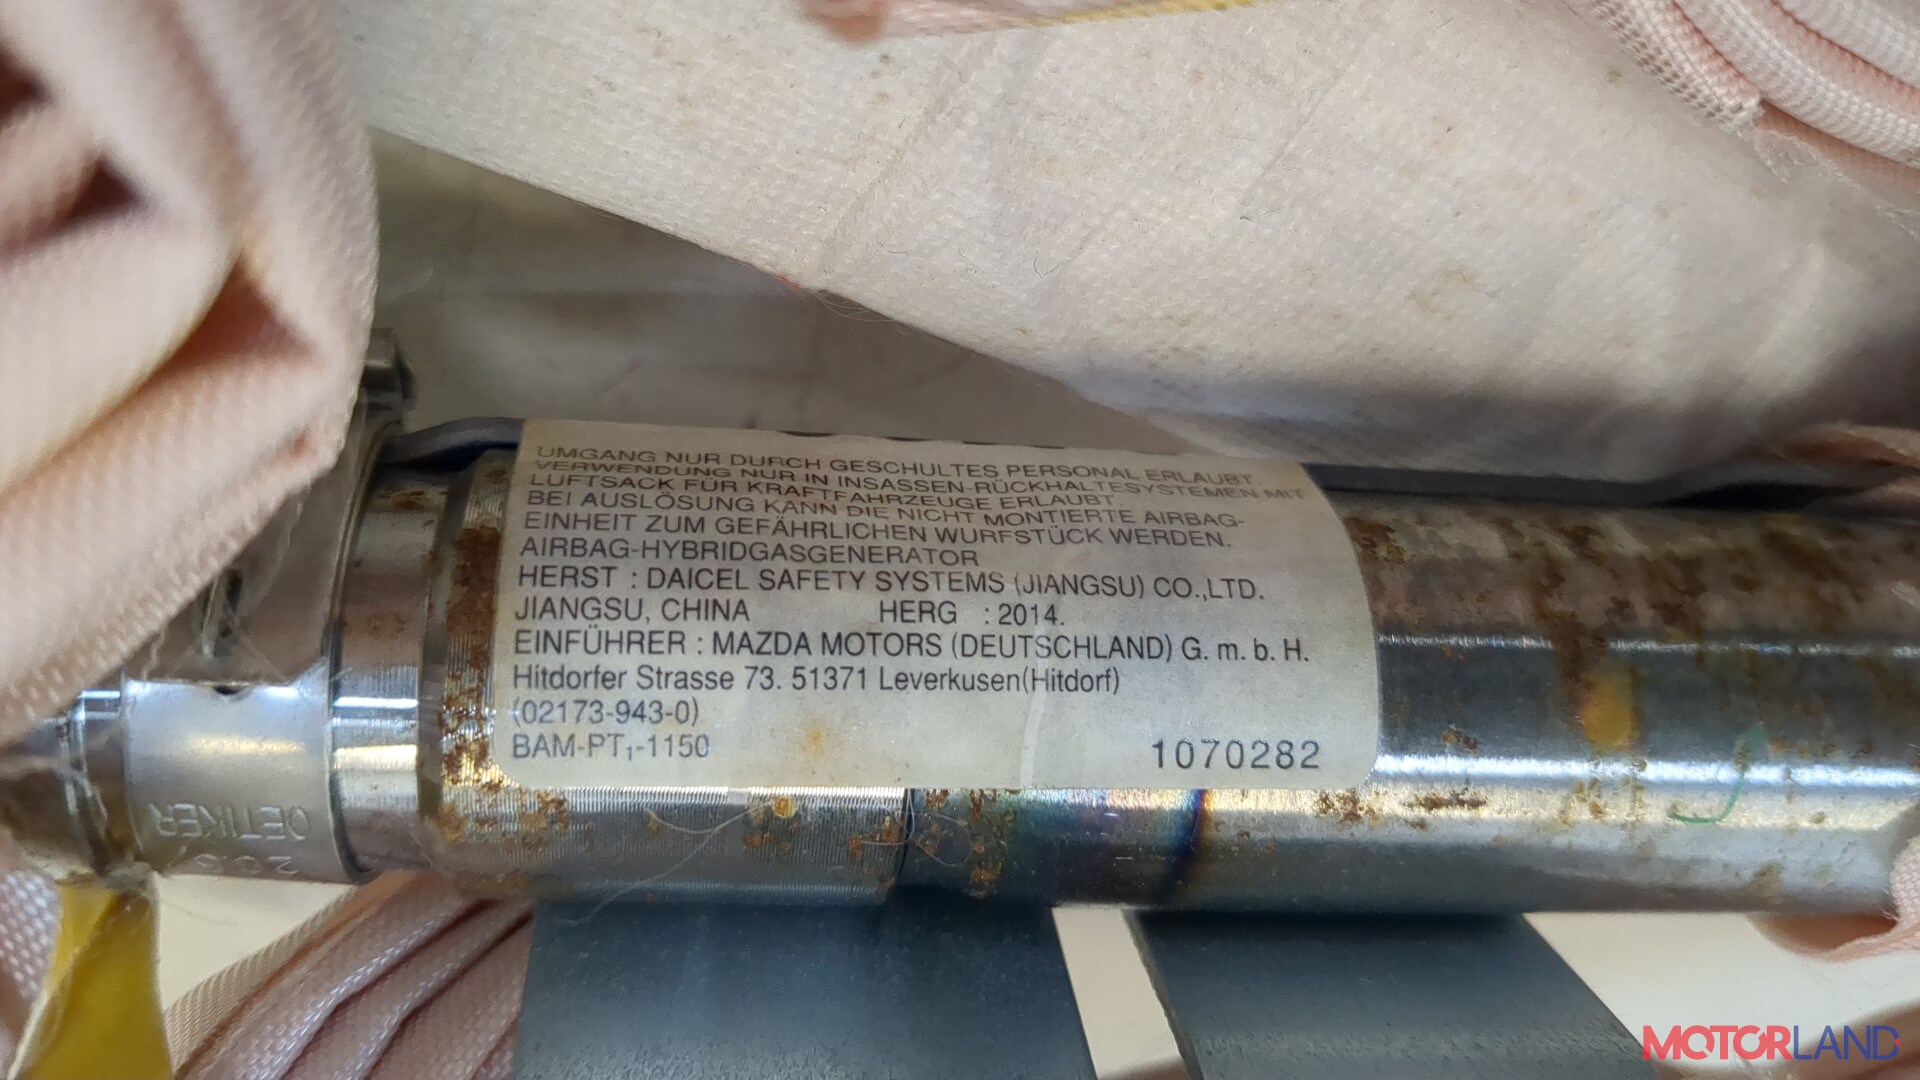 UMGANG NUR DURCH GESCHULTES PERSONAL ERLAUBT.
VERWENDUNG NUR IN INSASSEN-RÜCKHALTESYSTEMEN MIT
LUFTSACK FÜR KRAFTFAHRZEUGE ERLAUBT.
BEI AUSLÖSUNG KANN DIE NICHT MONTIERTE AIRBAG-
EINHEIT ZUM GEFÄHRLICHEN WURFSTÜCK WERDEN.
AIRBAG-HYBRIDGASGENERATOR
HERST : DAICEL SAFETY SYSTEMS (JIANGSU) CO.,LTD.
JIANGSU, CHINA HERG : 2014.
EINFÜHRER : MAZDA MOTORS (DEUTSCHLAND) G. m. b. H.
Hitdorfer Strasse 73. 51371 Leverkusen(Hitdorf)
(02173-943-0)
BAM-PT₁-1150 1070282
OETIKER
MOTORLAND